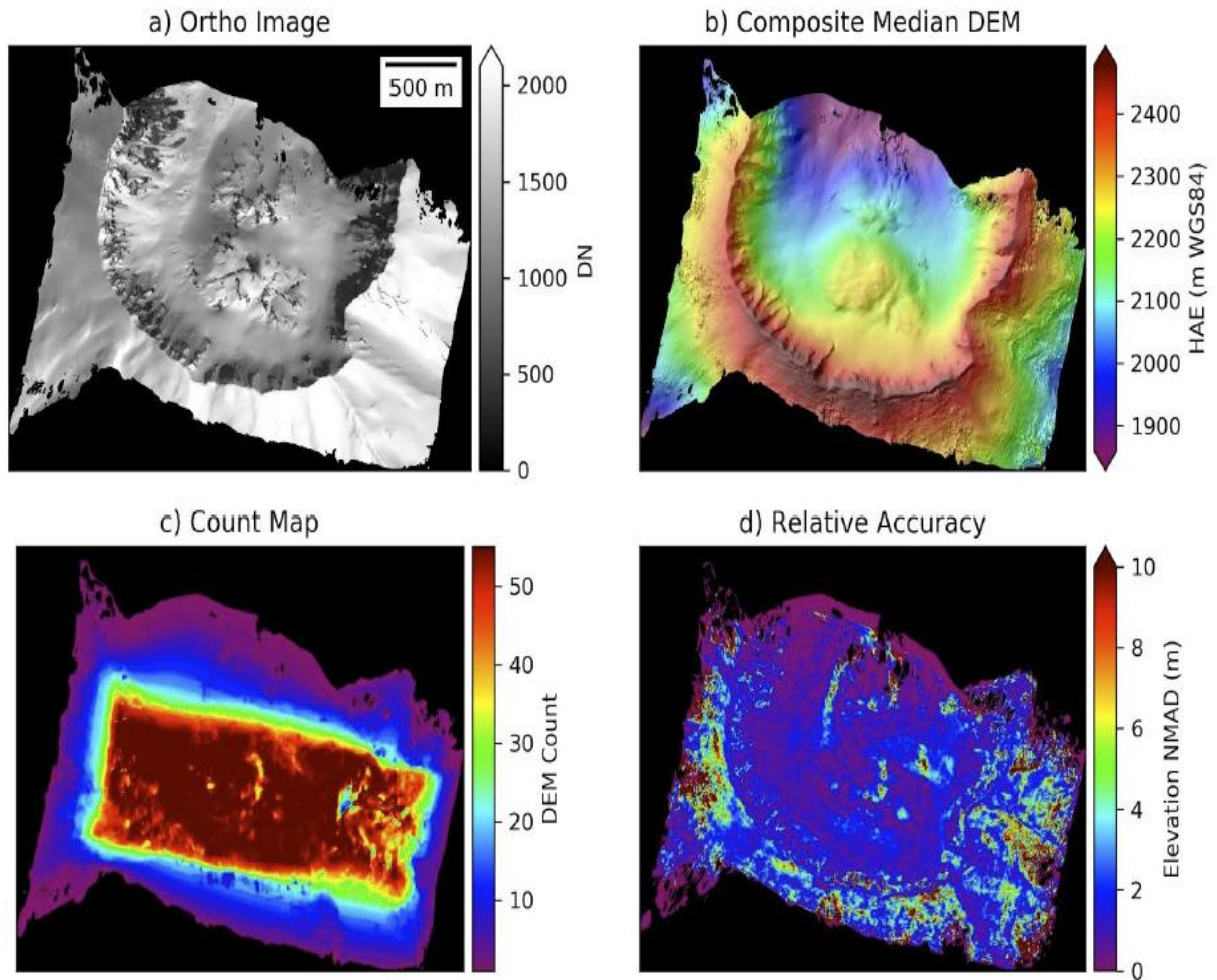 a) Ortho Image
500 m
2000
1500
1000
500
0
DN
b) Composite Median DEM
2400
2300
2200
2100
2000
1900
HAE (m WGS84)
c) Count Map
50
40
30
20
10
DEM Count
d) Relative Accuracy
10
8
6
4
2
0
Elevation NMAD (m)